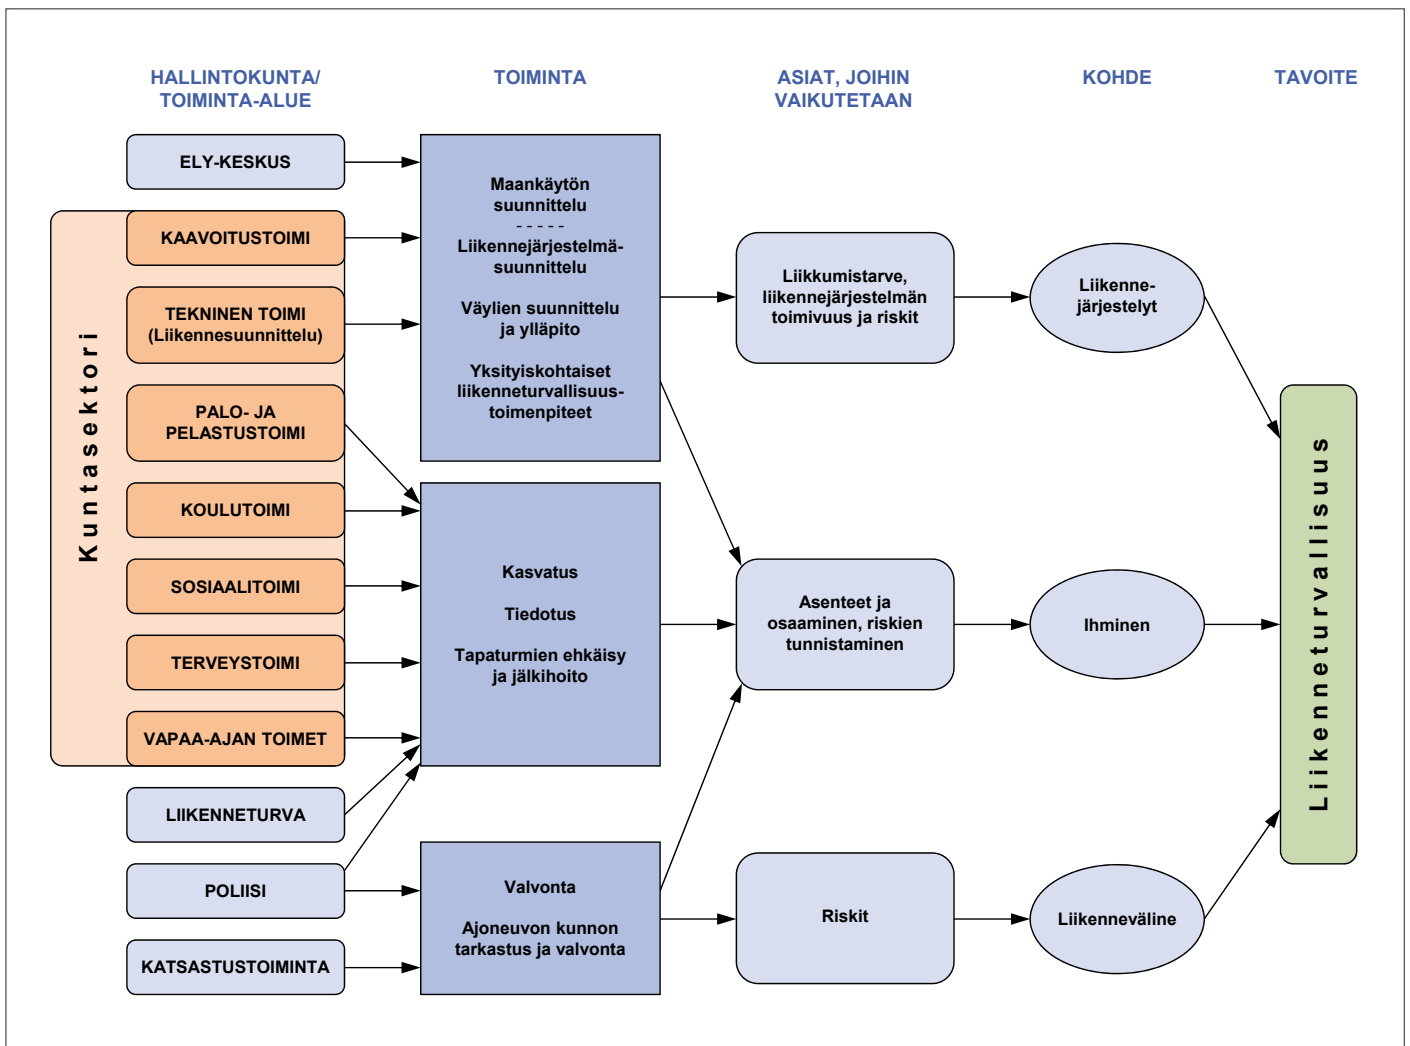 HALLINTOKUNTA/
TOIMINTA-ALUE
TOIMINTA
ASIAT, JOIHIN
VAIKUTETAAN
KOHDE
TAVOITE
ELY-KESKUS
Kuntasektori
KAAVOITUSTOIMI
TEKNINEN TOIMI
(Liikennesuunnittelu)
PALO- JA
PELASTUSTOIMI
KOULUTOIMI
SOSIAALITOIMI
TERVEYSTOIMI
VAPAA-AJAN TOIMET
LIIKENNETURVA
POLIISI
KATSASTUSTOIMINTA
Maankäytön
suunnittelu
- - - - -
Liikennejärjestelmä-
suunnittelu
Väylien suunnittelu
ja ylläpito
Yksityiskohtaiset
liikenneturvallisuus-
toimenpiteet
Kasvatus
Tiedotus
Tapaturmien ehkäisy
ja jälkihoito
Valvonta
Ajoneuvon kunnon
tarkastus ja valvonta
Liikkumistarve,
liikennejärjestelmän
toimivuus ja riskit
Asenteet ja
osaaminen, riskien
tunnistaminen
Riskit
Liikenne-
järjestelyt
Ihminen
Liikenneväline
Liikenneturvallisuus